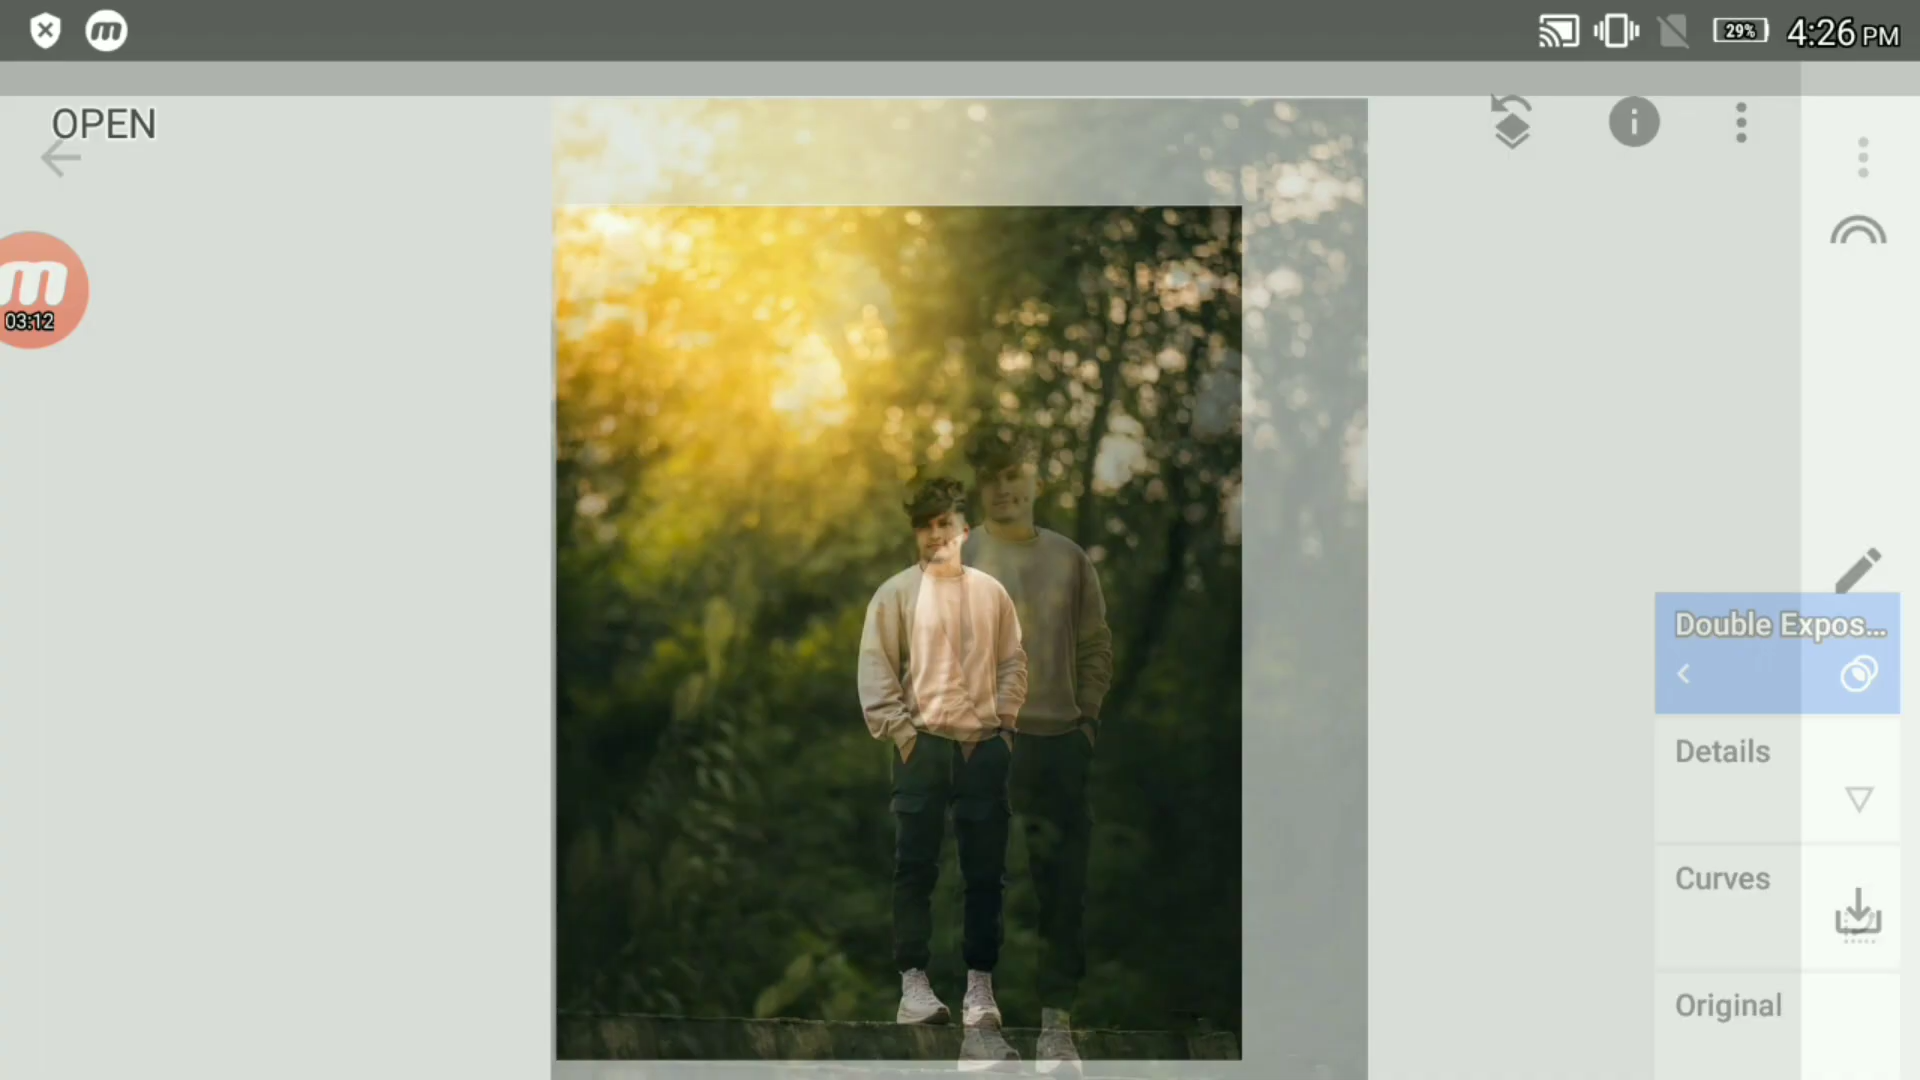 m
29%
4:26 PM
OPEN
m
03:12
Double Expos...
Details
Curves
Original